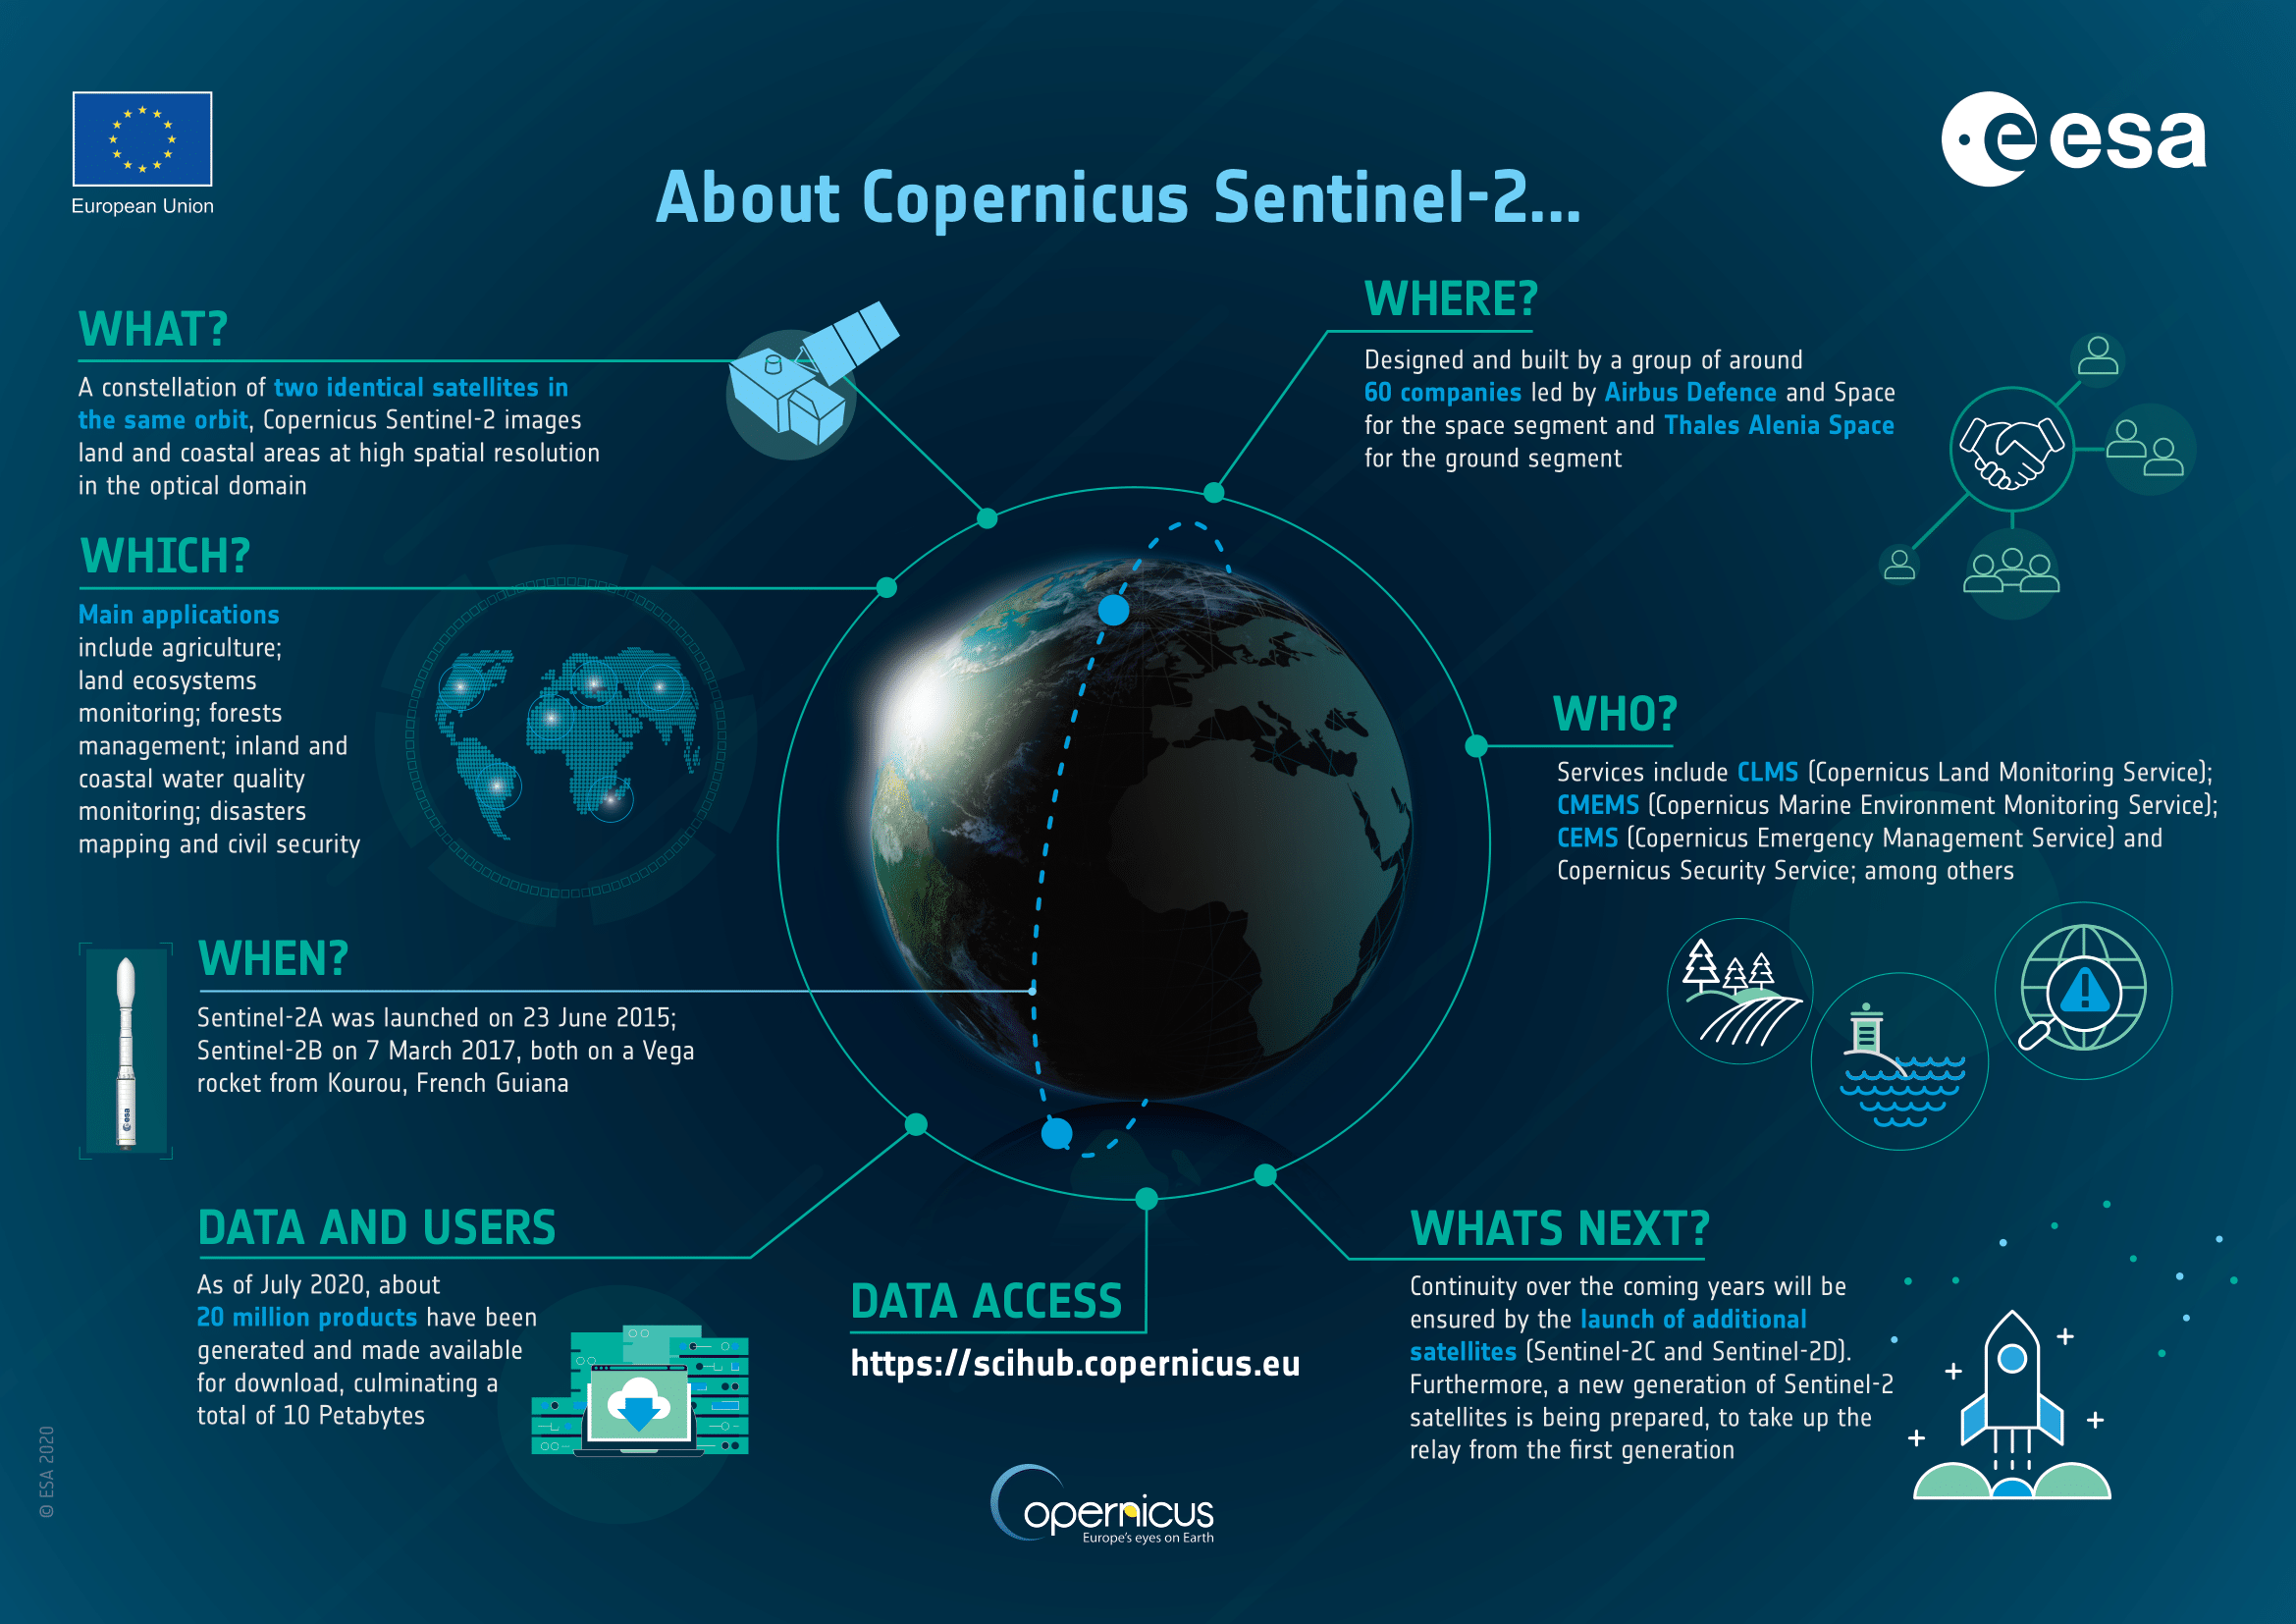 European Union
esa
About Copernicus Sentinel-2...
WHAT?
A constellation of two identical satellites in
the same orbit, Copernicus Sentinel-2 images
land and coastal areas at high spatial resolution
in the optical domain
WHERE?
Designed and built by a group of around
60 companies led by Airbus Defence and Space
for the space segment and Thales Alenia Space
for the ground segment
WHICH?
Main applications
include agriculture;
land ecosystems
monitoring; forests
management; inland and
coastal water quality
monitoring; disasters
mapping and civil security
WHO?
Services include CLMS (Copernicus Land Monitoring Service);
CMEMS (Copernicus Marine Environment Monitoring Service);
CEMS (Copernicus Emergency Management Service) and
Copernicus Security Service; among others
WHEN?
Sentinel-2A was launched on 23 June 2015;
Sentinel-2B on 7 March 2017, both on a Vega
rocket from Kourou, French Guiana
esa
DATA AND USERS
As of July 2020, about
20 million products have been
generated and made available
for download, culminating a
total of 10 Petabytes
DATA ACCESS
https://scihub.copernicus.eu
WHATS NEXT?
Continuity over the coming years will be
ensured by the launch of additional
satellites (Sentinel-2C and Sentinel-2D).
Furthermore, a new generation of Sentinel-2
satellites is being prepared, to take up the
relay from the first generation
Copernicus
Europe's eyes on Earth
© ESA 2020